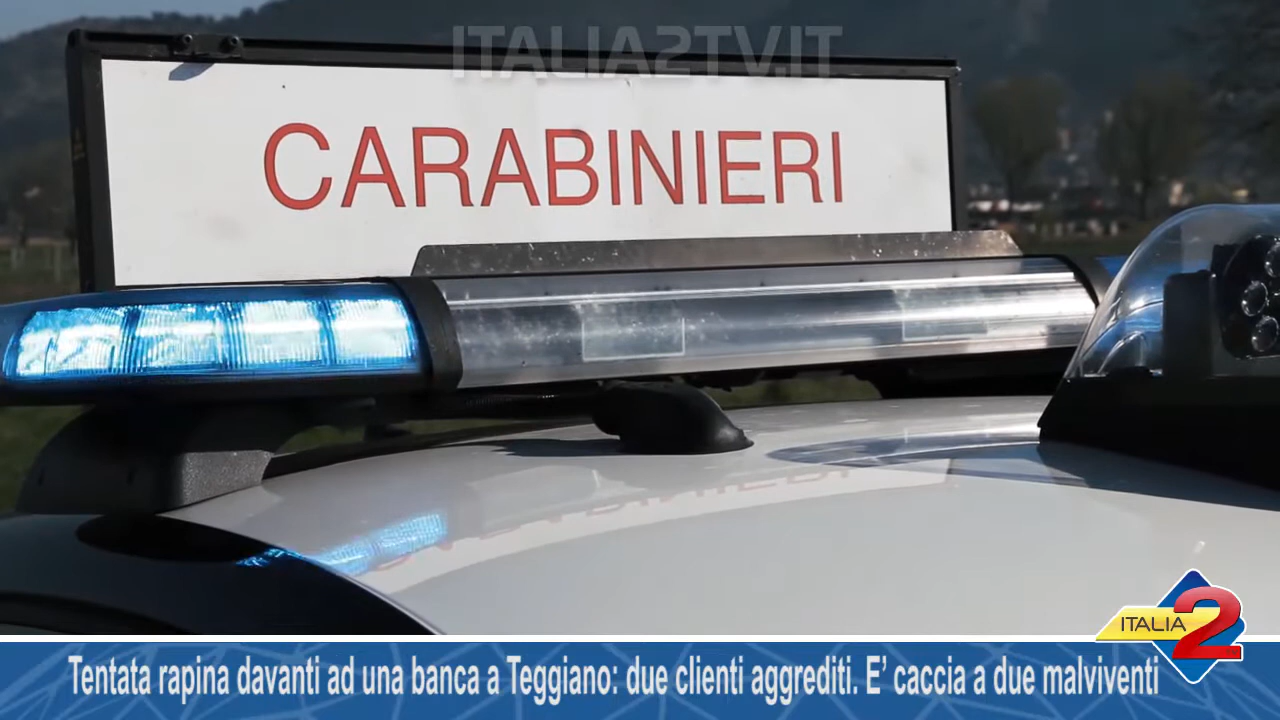 ITALIA2TV.IT
CARABINIERI
ITALIA 2
Tentata rapina davanti ad una banca a Teggiano: due clienti aggrediti. E' caccia a due malviventi